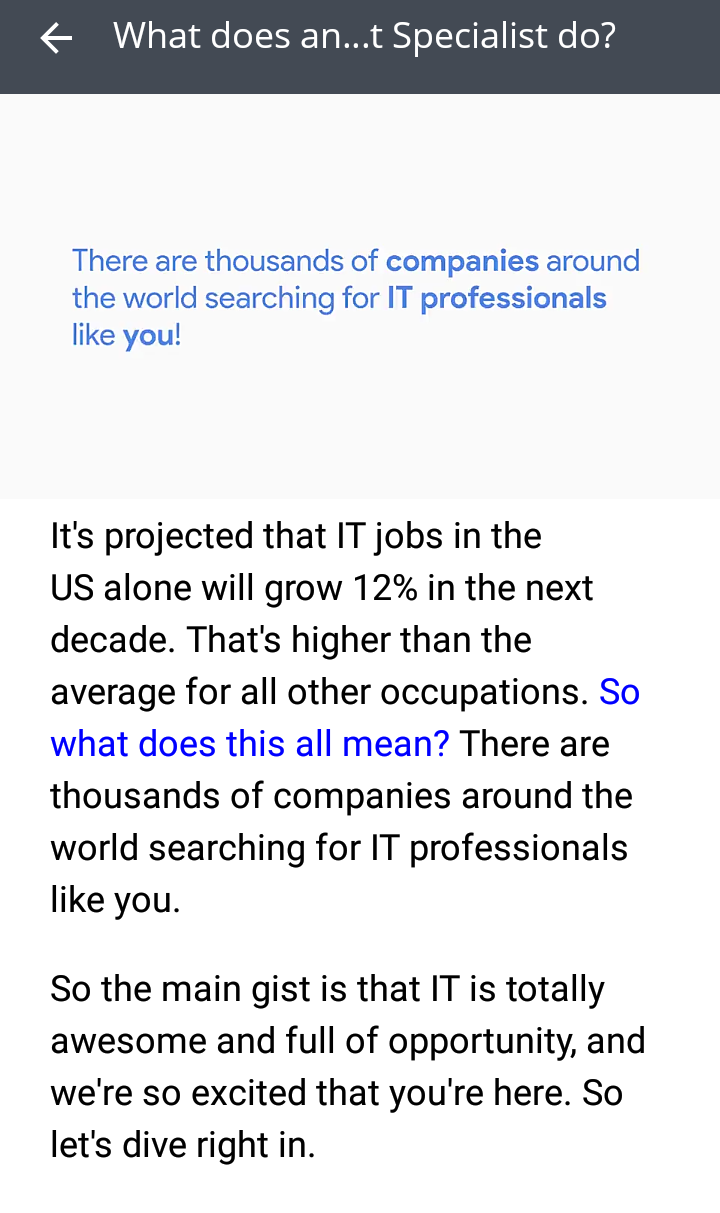 What does an...t Specialist do?
There are thousands of companies around
the world searching for IT professionals
like you!
It's projected that IT jobs in the
US alone will grow 12% in the next
decade. That's higher than the
average for all other occupations. So
what does this all mean? There are
thousands of companies around the
world searching for IT professionals
like you.
So the main gist is that IT is totally
awesome and full of opportunity, and
we're so excited that you're here. So
let's dive right in.